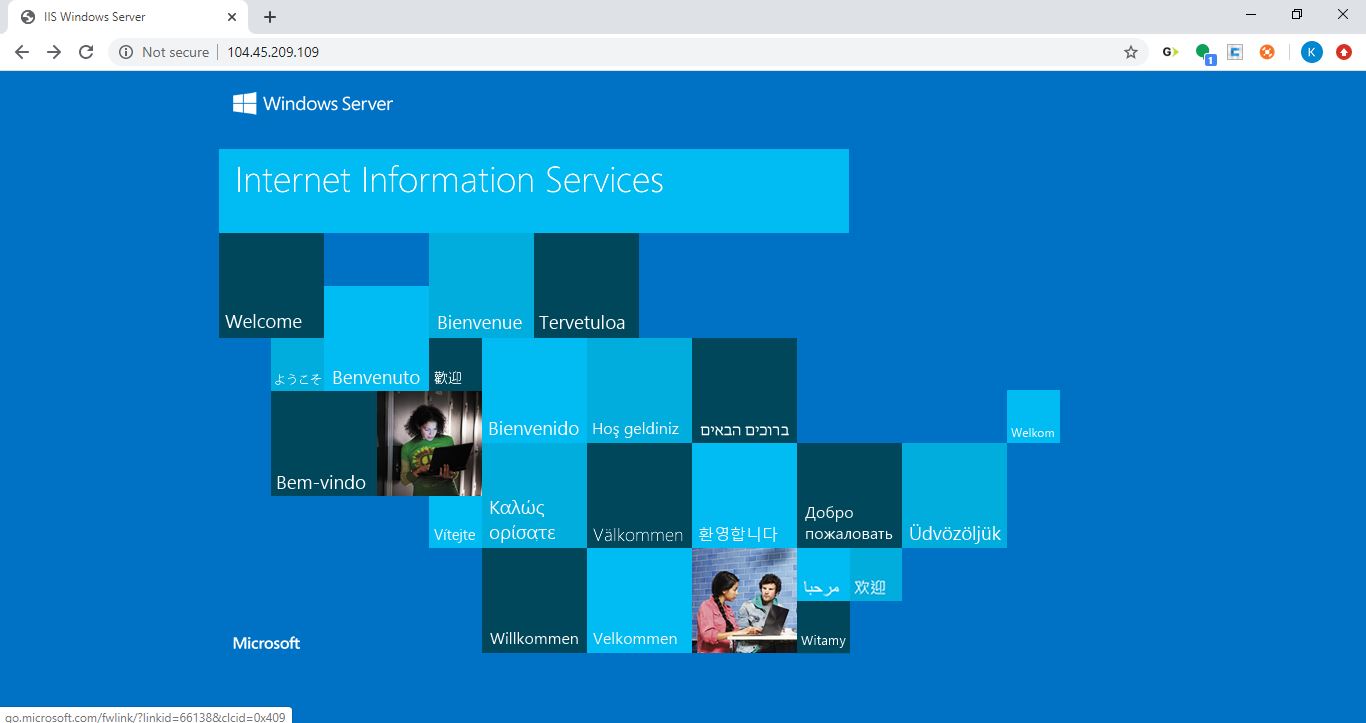 IIS Windows Server
Not secure
104.45.209.109
G
1
K
Windows Server
Internet Information Services
Welcome
Bienvenue
Tervetuloa
ようこそ
Benvenuto
歡迎
Bienvenido
Hoş geldiniz
ברוכים הבאים
Welkom
Bem-vindo
Vítejte
Καλώς
ορίσατε
Välkommen
환영합니다
Добро
пожаловать
Üdvözöljük
Willkommen
Velkommen
مرحبا
欢迎
Witamy
Microsoft
go.microsoft.com/fwlink/?linkid=66138&clcid=0x409